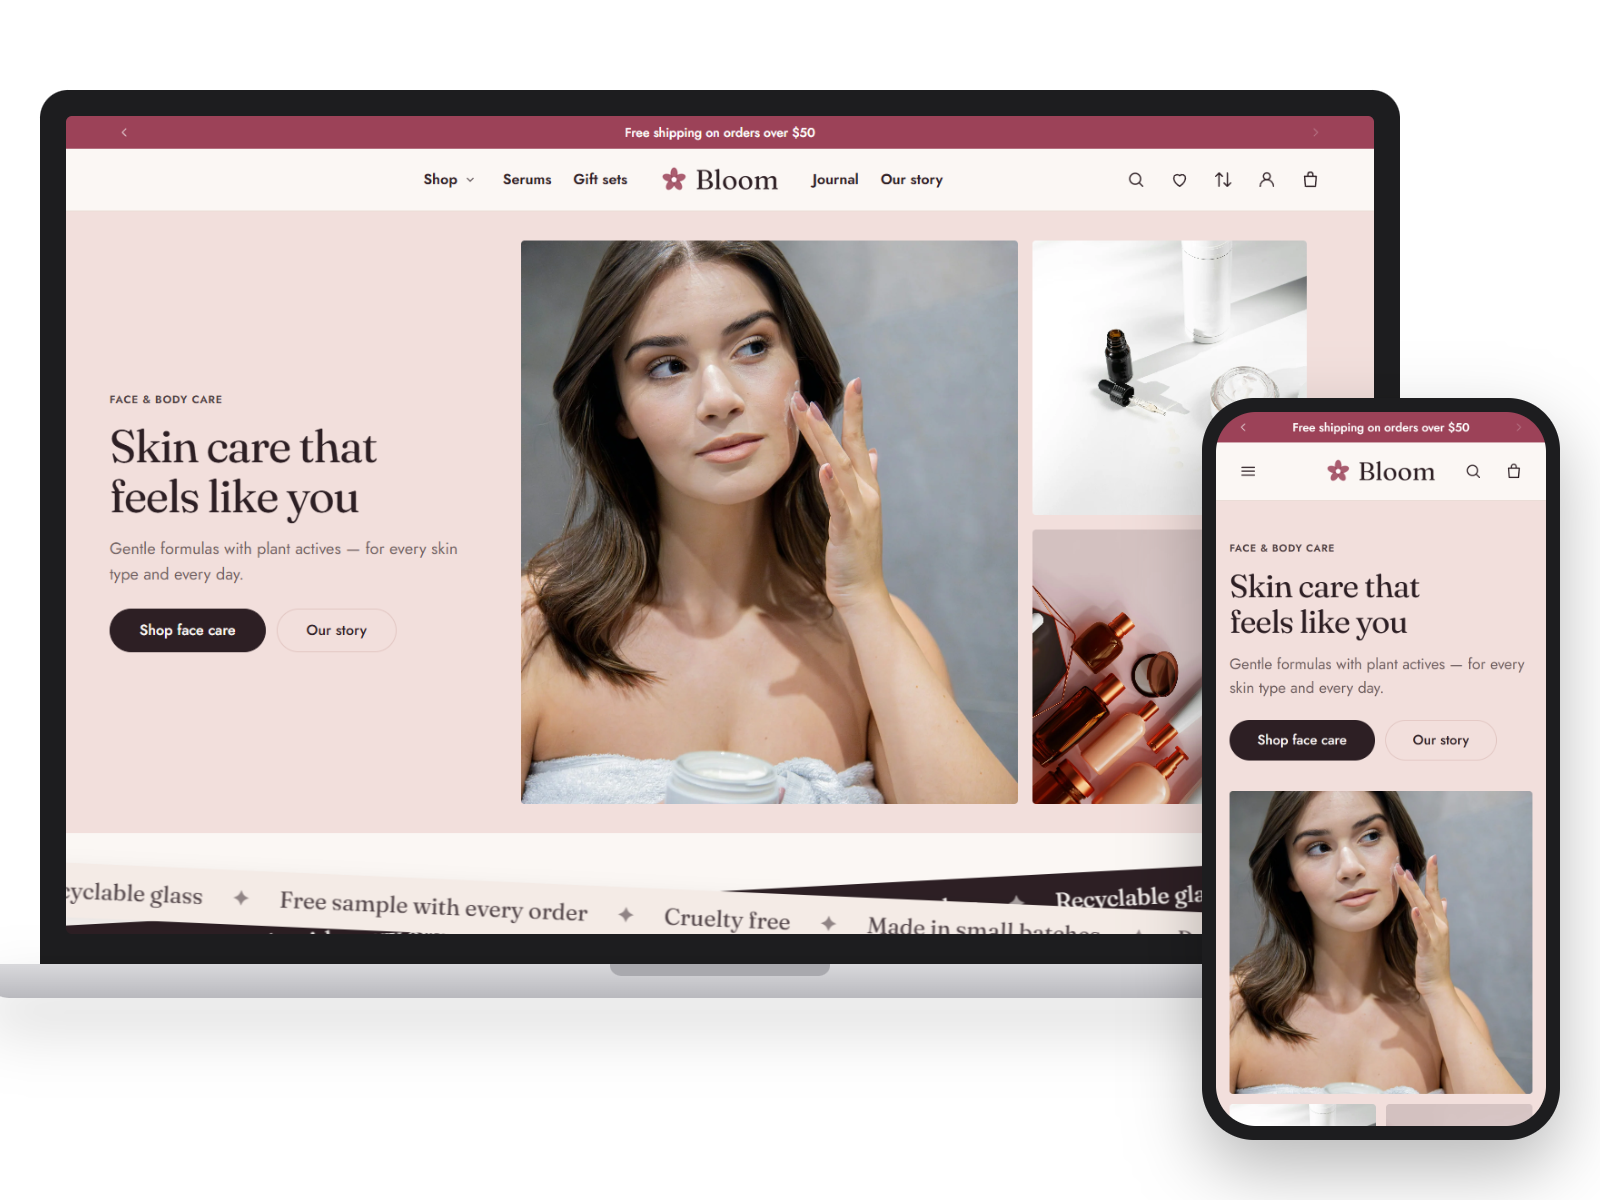 Free shipping on orders over $50
Shop Serums Gift sets Bloom Journal Our story
FACE & BODY CARE
Skin care that
feels like you
Gentle formulas with plant actives — for every skin
type and every day.
Shop face care Our story
Free sample with every order Cruelty free Made in small batches
glass
Recyclable
Free shipping on orders over $50
Bloom
FACE & BODY CARE
Skin care that
feels like you
Gentle formulas with plant actives — for every
skin type and every day.
Shop face care Our story